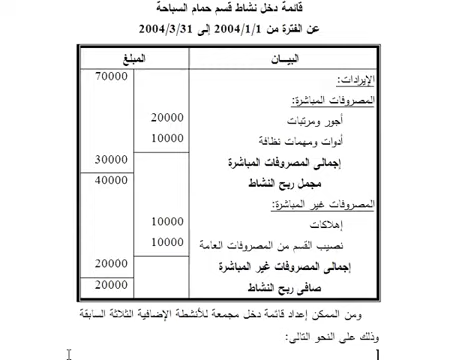 قائمة دخل نشاط قسم حمام السباحة
عن الفترة من 2004/1/1 إلى 2004/3/31
البيـــان المبلغ
الإيرادات: 70000
المصروفات المباشرة:
أجور ومرتبات 20000
أدوات ومهمات نظافة 10000
إجمالى المصروفات المباشرة 30000
مجمل ربح النشاط 40000
المصروفات غير المباشرة:
إهلاكات 10000
نصيب القسم من المصروفات العامة 10000
إجمالى المصروفات غير المباشرة 20000
صافى ربح النشاط 20000
ومن الممكن إعداد قائمة دخل مجمعة للأنشطة الإضافية الثلاثة السابقة
وذلك على النحو التالى: